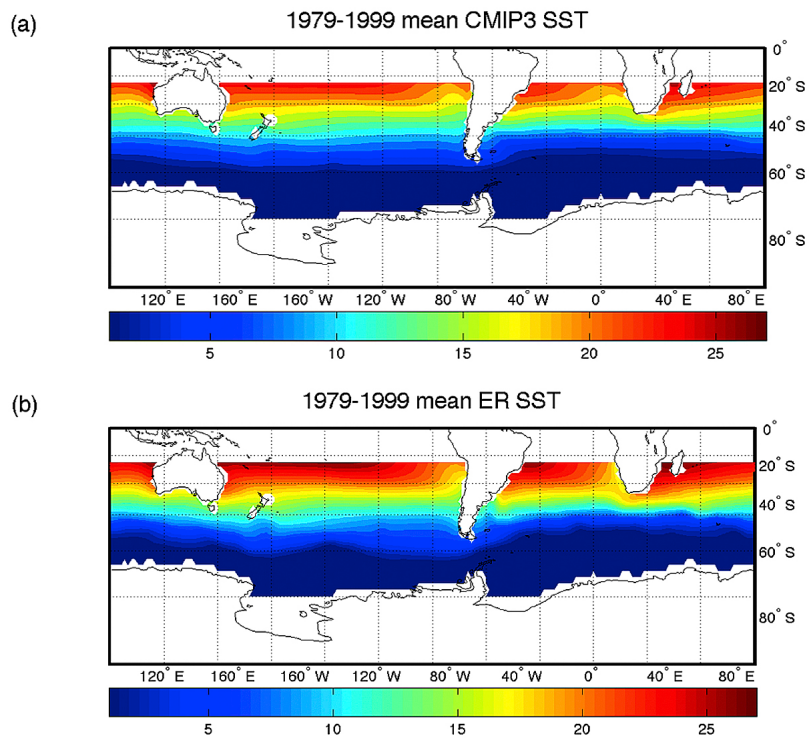 (a)
1979-1999 mean CMIP3 SST
0°
20° S
40° S
60° S
80° S
120° E 160° E 160° W 120° W 80° W 40° W 0° 40° E 80° E
5 10 15 20 25
(b)
1979-1999 mean ER SST
0°
20° S
40° S
60° S
80° S
120° E 160° E 160° W 120° W 80° W 40° W 0° 40° E 80° E
5 10 15 20 25